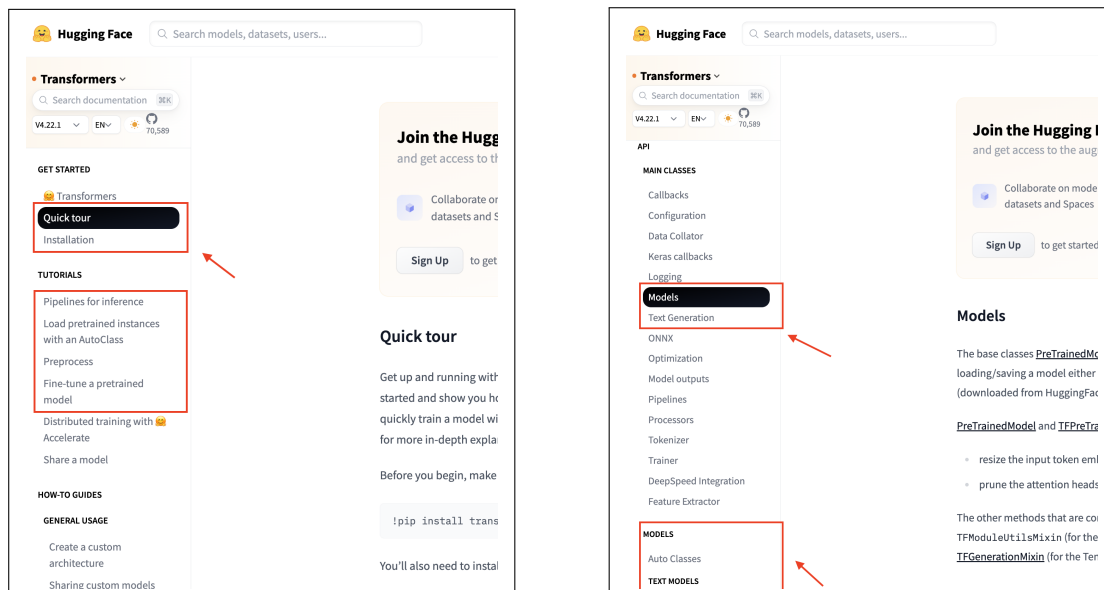 Hugging Face
Search models, datasets, users...
Transformers
Search documentation ⌘K
V4.22.1 EN 70,589
GET STARTED
🤗 Transformers
Quick tour
Installation
TUTORIALS
Pipelines for inference
Load pretrained instances
with an AutoClass
Preprocess
Fine-tune a pretrained
model
Distributed training with 🤗
Accelerate
Share a model
HOW-TO GUIDES
GENERAL USAGE
Create a custom
architecture
Sharing custom models
Join the Hugg
and get access to th
Collaborate on
datasets and S
Sign Up to get
Quick tour
Get up and running with
started and show you ho
quickly train a model wi
for more in-depth expla
Before you begin, make
!pip install trans
You'll also need to instal
Hugging Face
Search models, datasets, users...
Transformers
Search documentation ⌘K
V4.22.1 EN 70,589
API
MAIN CLASSES
Callbacks
Configuration
Data Collator
Keras callbacks
Logging
Models
Text Generation
ONNX
Optimization
Model outputs
Pipelines
Processors
Tokenizer
Trainer
DeepSpeed Integration
Feature Extractor
MODELS
Auto Classes
TEXT MODELS
Join the Hugging
and get access to the aug
Collaborate on mode
datasets and Spaces
Sign Up to get started
Models
The base classes PreTrainedMo
loading/saving a model either
(downloaded from HuggingFac
PreTrainedModel and TFPreTra
resize the input token em
prune the attention heads
The other methods that are co
TFModuleUtilsMixin (for the
TFGenerationMixin (for the Ten